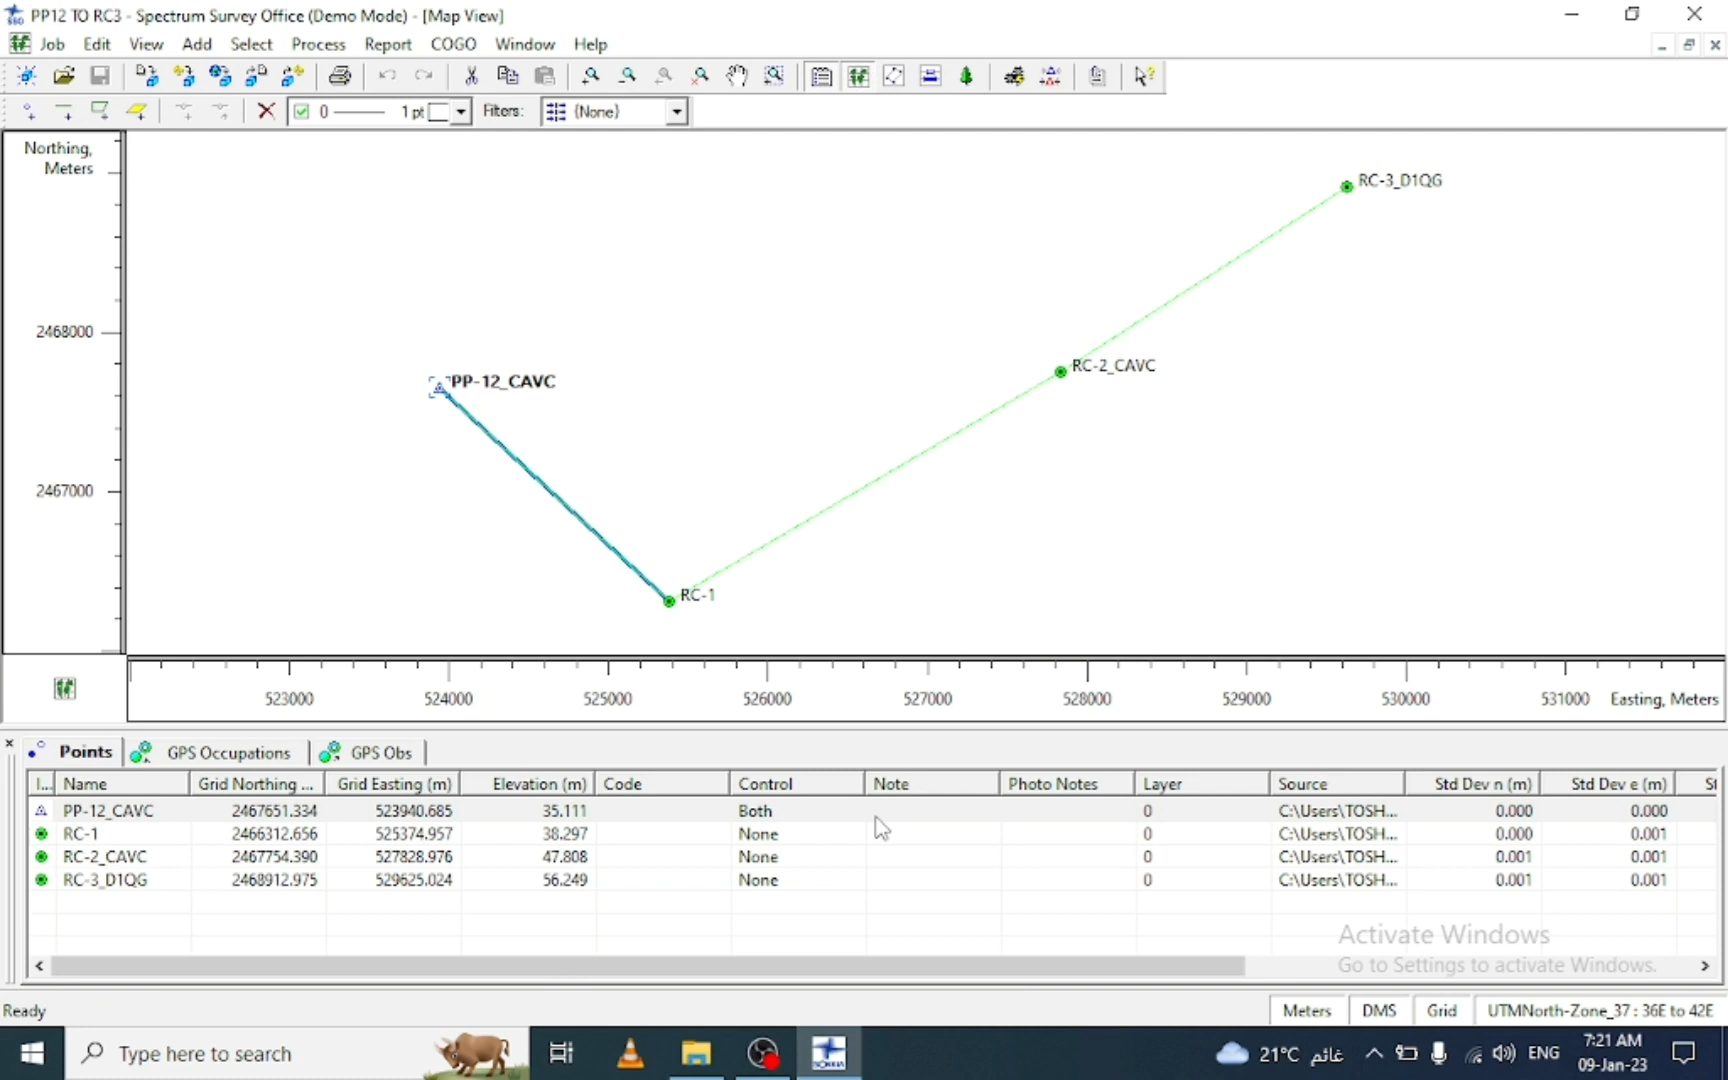 PP12 TO RC3 - Spectrum Survey Office (Demo Mode) - [Map View]
Job Edit View Add Select Process Report COGO Window Help
0 1 pt Filters: (None)
Northing, Meters
2468000
2467000
RC-3_D1QG
RC-2_CAVC
PP-12_CAVC
RC-1
523000 524000 525000 526000 527000 528000 529000 530000 531000 Easting, Meters
Points GPS Occupations GPS Obs
I... Name Grid Northing ... Grid Easting (m) Elevation (m) Code Control Note Photo Notes Layer Source Std Dev n (m) Std Dev e (m) St
PP-12_CAVC 2467651.334 523940.685 35.111 Both 0 C:\Users\TOSH... 0.000 0.000
RC-1 2466312.656 525374.957 38.297 None 0 C:\Users\TOSH... 0.000 0.001
RC-2_CAVC 2467754.390 527828.976 47.808 None 0 C:\Users\TOSH... 0.001 0.001
RC-3_D1QG 2468912.975 529625.024 56.249 None 0 C:\Users\TOSH... 0.001 0.001
Activate Windows
Go to Settings to activate Windows.
Ready Meters DMS Grid UTMNorth-Zone_37 : 36E to 42E
Type here to search SOKKIA 21°C غائم ENG 7:21 AM
09-Jan-23